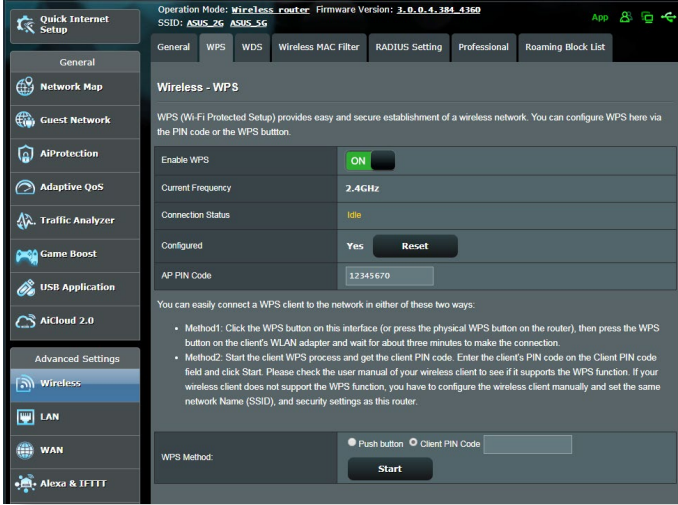 Quick Internet
Setup
Operation Mode: Wireless router Firmware Version: 3.0.0.4.384_4360
SSID: ASUS_2G ASUS_5G
App
General WPS WDS Wireless MAC Filter RADIUS Setting Professional Roaming Block List
General
Network Map
Guest Network
AiProtection
Adaptive QoS
Traffic Analyzer
Game Boost
USB Application
AiCloud 2.0
Advanced Settings
Wireless
LAN
WAN
Alexa & IFTTT
Wireless - WPS
WPS (Wi-Fi Protected Setup) provides easy and secure establishment of a wireless network. You can configure WPS here via
the PIN code or the WPS buttton.
Enable WPS ON
Current Frequency 2.4GHz
Connection Status Idle
Configured Yes Reset
AP PIN Code 12345670
You can easily connect a WPS client to the network in either of these two ways:
• Method1: Click the WPS button on this interface (or press the physical WPS button on the router), then press the WPS
button on the client's WLAN adapter and wait for about three minutes to make the connection.
• Method2: Start the client WPS process and get the client PIN code. Enter the client's PIN code on the Client PIN code
field and click Start. Please check the user manual of your wireless client to see if it supports the WPS function. If your
wireless client does not support the WPS function, you have to configure the wireless client manually and set the same
network Name (SSID), and security settings as this router.
WPS Method: Push button Client PIN Code
Start